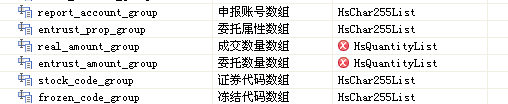 report_account_group 申报账号数组 HsChar255List
entrust_prop_group 委托属性数组 HsChar255List
real_amount_group 成交数量数组 HsQuantityList
entrust_amount_group 委托数量数组 HsQuantityList
stock_code_group 证券代码数组 HsChar255List
frozen_code_group 冻结代码数组 HsChar255List